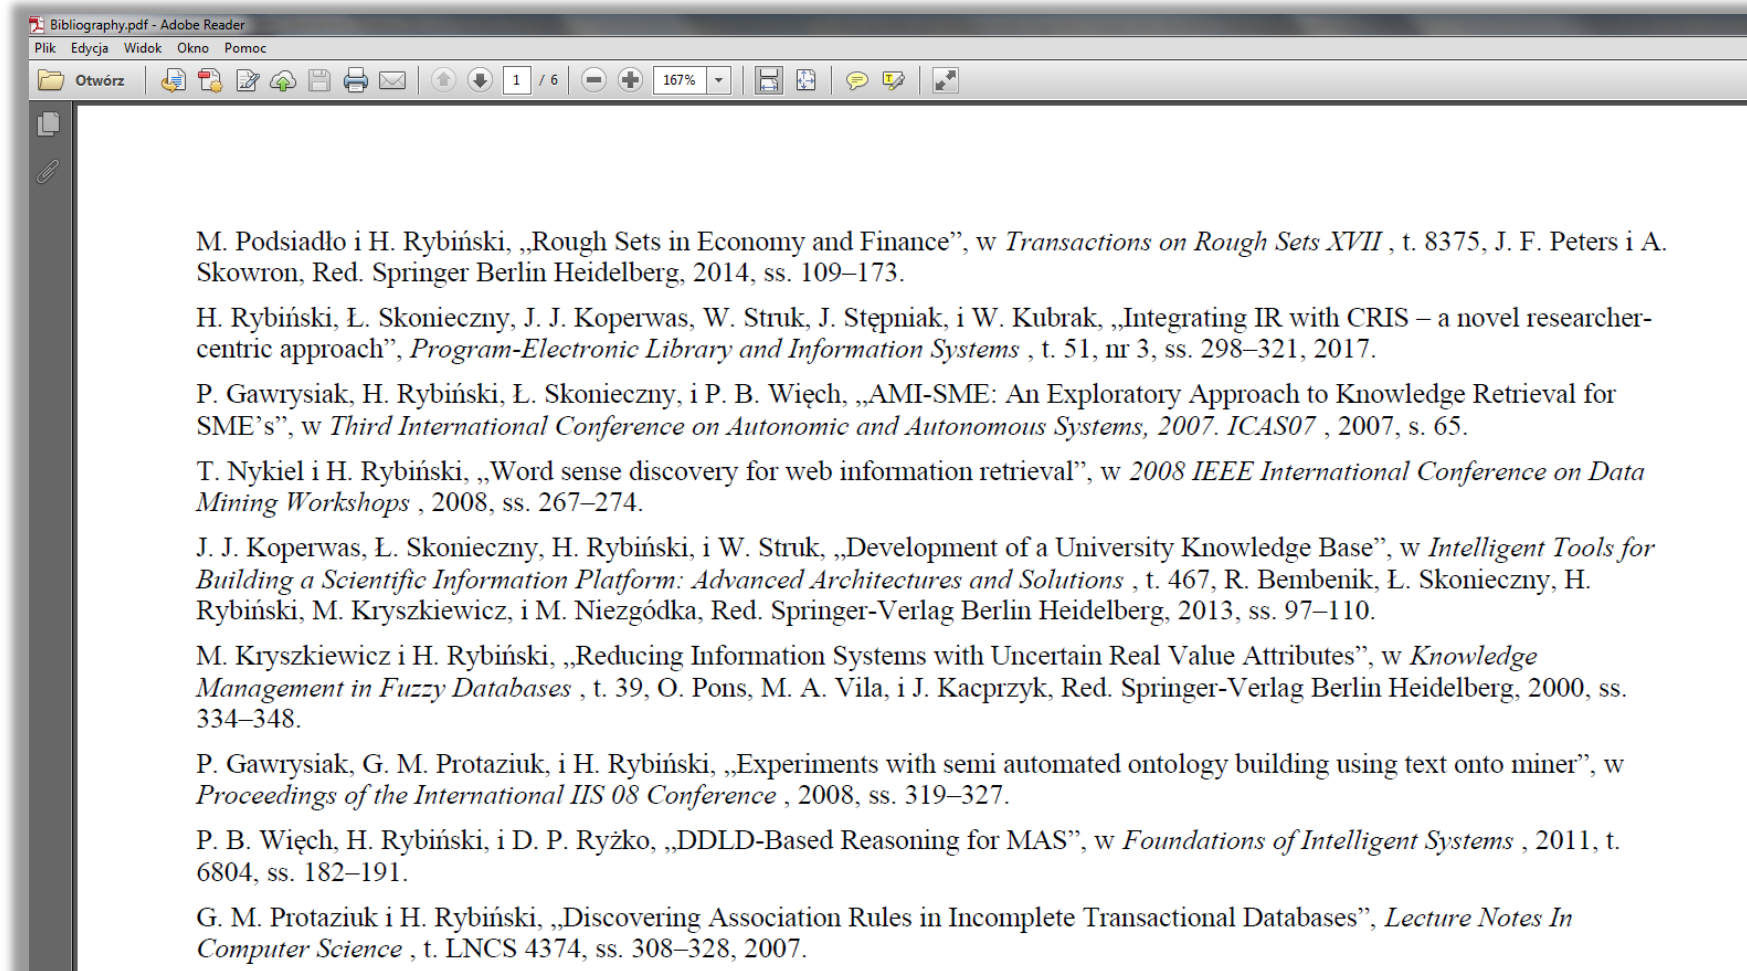 Bibliography.pdf - Adobe Reader
Plik Edycja Widok Okno Pomoc
Otwórz 1 / 6 167%
M. Podsiadło i H. Rybiński, „Rough Sets in Economy and Finance”, w Transactions on Rough Sets XVII , t. 8375, J. F. Peters i A.
Skowron, Red. Springer Berlin Heidelberg, 2014, ss. 109–173.
H. Rybiński, Ł. Skonieczny, J. J. Koperwas, W. Struk, J. Stępniak, i W. Kubrak, „Integrating IR with CRIS – a novel researcher-
centric approach”, Program-Electronic Library and Information Systems , t. 51, nr 3, ss. 298–321, 2017.
P. Gawrysiak, H. Rybiński, Ł. Skonieczny, i P. B. Więch, „AMI-SME: An Exploratory Approach to Knowledge Retrieval for
SME’s”, w Third International Conference on Autonomic and Autonomous Systems, 2007. ICAS07 , 2007, s. 65.
T. Nykiel i H. Rybiński, „Word sense discovery for web information retrieval”, w 2008 IEEE International Conference on Data
Mining Workshops , 2008, ss. 267–274.
J. J. Koperwas, Ł. Skonieczny, H. Rybiński, i W. Struk, „Development of a University Knowledge Base”, w Intelligent Tools for
Building a Scientific Information Platform: Advanced Architectures and Solutions , t. 467, R. Bembenik, Ł. Skonieczny, H.
Rybiński, M. Kryszkiewicz, i M. Niezgódka, Red. Springer-Verlag Berlin Heidelberg, 2013, ss. 97–110.
M. Kryszkiewicz i H. Rybiński, „Reducing Information Systems with Uncertain Real Value Attributes”, w Knowledge
Management in Fuzzy Databases , t. 39, O. Pons, M. A. Vila, i J. Kacprzyk, Red. Springer-Verlag Berlin Heidelberg, 2000, ss.
334–348.
P. Gawrysiak, G. M. Protaziuk, i H. Rybiński, „Experiments with semi automated ontology building using text onto miner”, w
Proceedings of the International IIS 08 Conference , 2008, ss. 319–327.
P. B. Więch, H. Rybiński, i D. P. Ryżko, „DDLD-Based Reasoning for MAS”, w Foundations of Intelligent Systems , 2011, t.
6804, ss. 182–191.
G. M. Protaziuk i H. Rybiński, „Discovering Association Rules in Incomplete Transactional Databases”, Lecture Notes In
Computer Science , t. LNCS 4374, ss. 308–328, 2007.